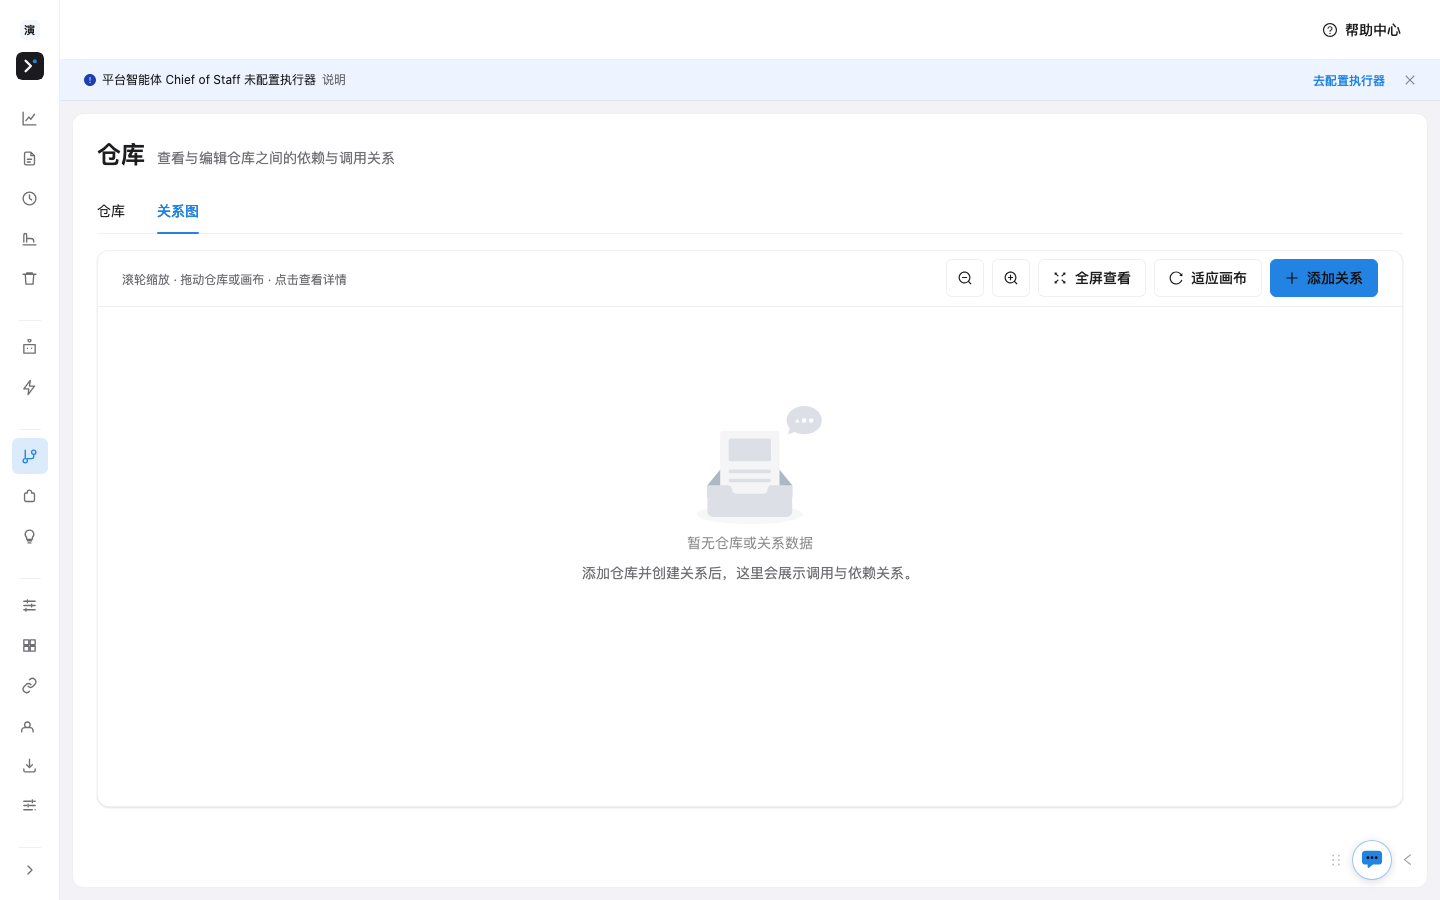 演
帮助中心
平台智能体 Chief of Staff 未配置执行器 说明
去配置执行器
仓库 查看与编辑仓库之间的依赖与调用关系
仓库 关系图
滚轮缩放 · 拖动仓库或画布 · 点击查看详情
全屏查看 适应画布 添加关系
暂无仓库或关系数据
添加仓库并创建关系后，这里会展示调用与依赖关系。